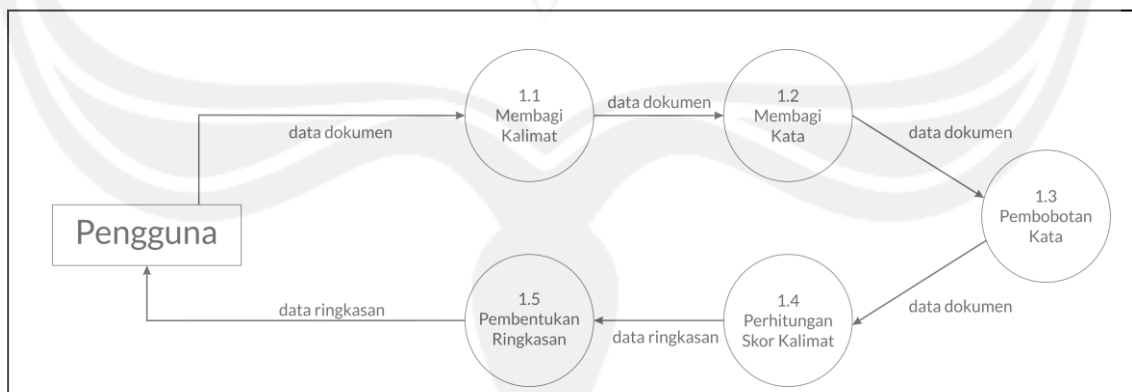 1.1
Membagi
Kalimat
data dokumen
1.2
Membagi
Kata
data dokumen
data dokumen
1.3
Pembobotan
Kata
Pengguna
data ringkasan
1.5
Pembentukan
Ringkasan
data ringkasan
1.4
Perhitungan
Skor Kalimat
data dokumen